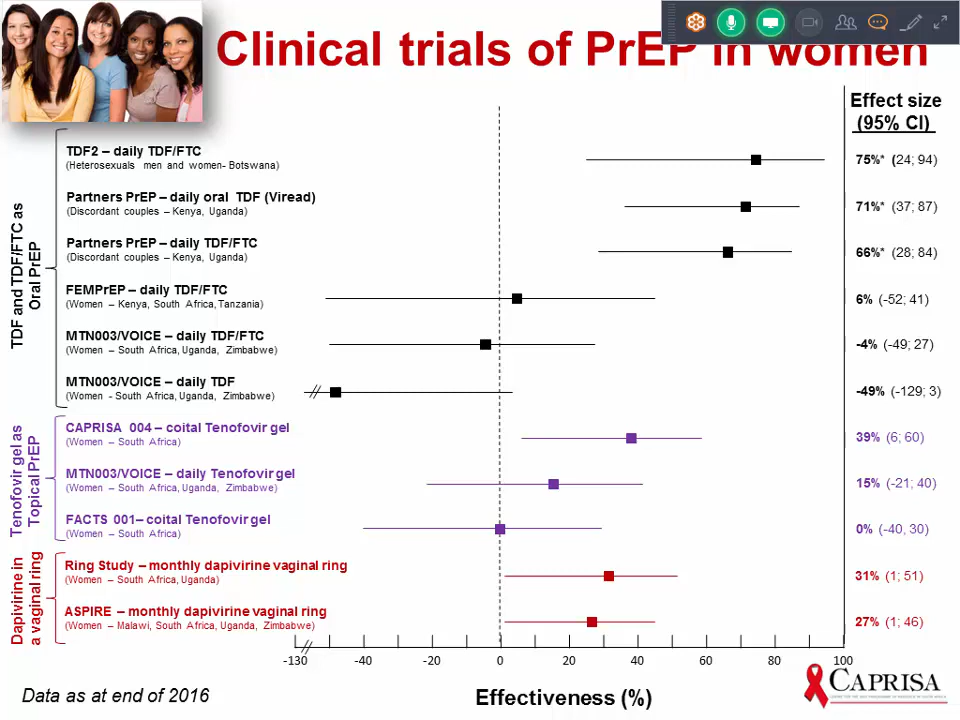 Clinical trials of PrEP in women
Effect size
(95% CI)
TDF and TDF/FTC as
Oral PrEP
TDF2 – daily TDF/FTC
(Heterosexuals men and women- Botswana)
75%* (24; 94)
Partners PrEP – daily oral TDF (Viread)
(Discordant couples – Kenya, Uganda)
71%* (37; 87)
Partners PrEP – daily TDF/FTC
(Discordant couples – Kenya, Uganda)
66%* (28; 84)
FEMPrEP – daily TDF/FTC
(Women – Kenya, South Africa, Tanzania)
6% (-52; 41)
MTN003/VOICE – daily TDF/FTC
(Women – South Africa, Uganda, Zimbabwe)
-4% (-49; 27)
MTN003/VOICE – daily TDF
(Women - South Africa, Uganda, Zimbabwe)
-49% (-129; 3)
Tenofovir gel as
Topical PrEP
CAPRISA 004 – coital Tenofovir gel
(Women – South Africa)
39% (6; 60)
MTN003/VOICE – daily Tenofovir gel
(Women – South Africa, Uganda, Zimbabwe)
15% (-21; 40)
FACTS 001– coital Tenofovir gel
(Women – South Africa)
0% (-40, 30)
Dapivirine in
a vaginal ring
Ring Study – monthly dapivirine vaginal ring
(Women – South Africa, Uganda)
31% (1; 51)
ASPIRE – monthly dapivirine vaginal ring
(Women – Malawi, South Africa, Uganda, Zimbabwe)
27% (1; 46)
-130 -40 -20 0 20 40 60 80 100
Effectiveness (%)
Data as at end of 2016
CAPRISA